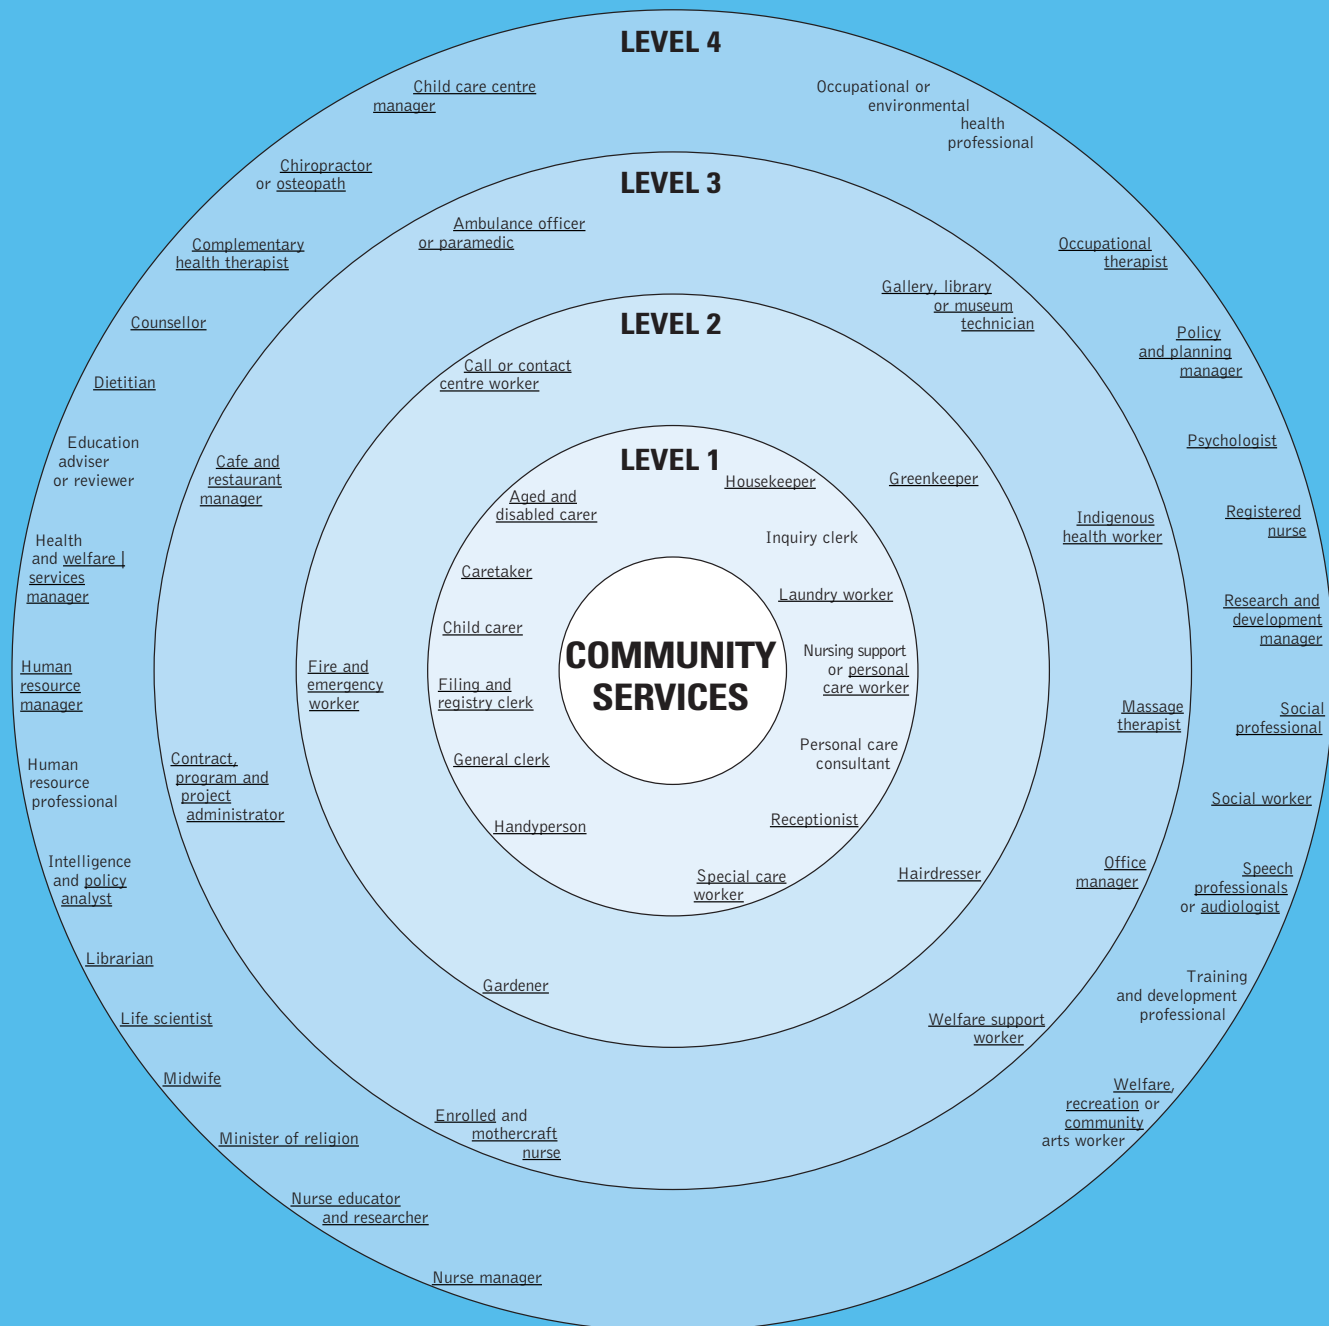 LEVEL 4
Child care centre
manager
Chiropractor
or osteopath
Complementary
health therapist
Counsellor
Dietitian
Education
adviser
or reviewer
Health
and welfare |
services
manager
Human
resource
manager
Human
resource
professional
Intelligence
and policy
analyst
Librarian
Life scientist
Midwife
Minister of religion
Nurse educator
and researcher
Nurse manager
Occupational or
environmental
health
professional
Occupational
therapist
Policy
and planning
manager
Psychologist
Registered
nurse
Research and
development
manager
Social
professional
Social worker
Speech
professionals
or audiologist
Training
and development
professional
Welfare,
recreation or
community
arts worker
LEVEL 3
Ambulance officer
or paramedic
Cafe and
restaurant
manager
Contract,
program and
project
administrator
Enrolled and
mothercraft
nurse
Gallery, library
or museum
technician
Indigenous
health worker
Massage
therapist
Office
manager
Welfare support
worker
LEVEL 2
Call or contact
centre worker
Fire and
emergency
worker
Gardener
Greenkeeper
Hairdresser
LEVEL 1
Aged and
disabled carer
Caretaker
Child carer
Filing and
registry clerk
General clerk
Handyperson
Housekeeper
Inquiry clerk
Laundry worker
Nursing support
or personal
care worker
Personal care
consultant
Receptionist
Special care
worker
COMMUNITY
SERVICES